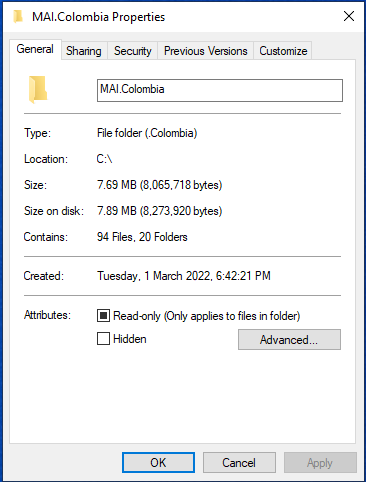 MAI.Colombia Properties
General Sharing Security Previous Versions Customize
MAI.Colombia
Type: File folder (.Colombia)
Location: C:\
Size: 7.69 MB (8,065,718 bytes)
Size on disk: 7.89 MB (8,273,920 bytes)
Contains: 94 Files, 20 Folders
Created: Tuesday, 1 March 2022, 6:42:21 PM
Attributes: Read-only (Only applies to files in folder)
Hidden Advanced...
OK Cancel Apply